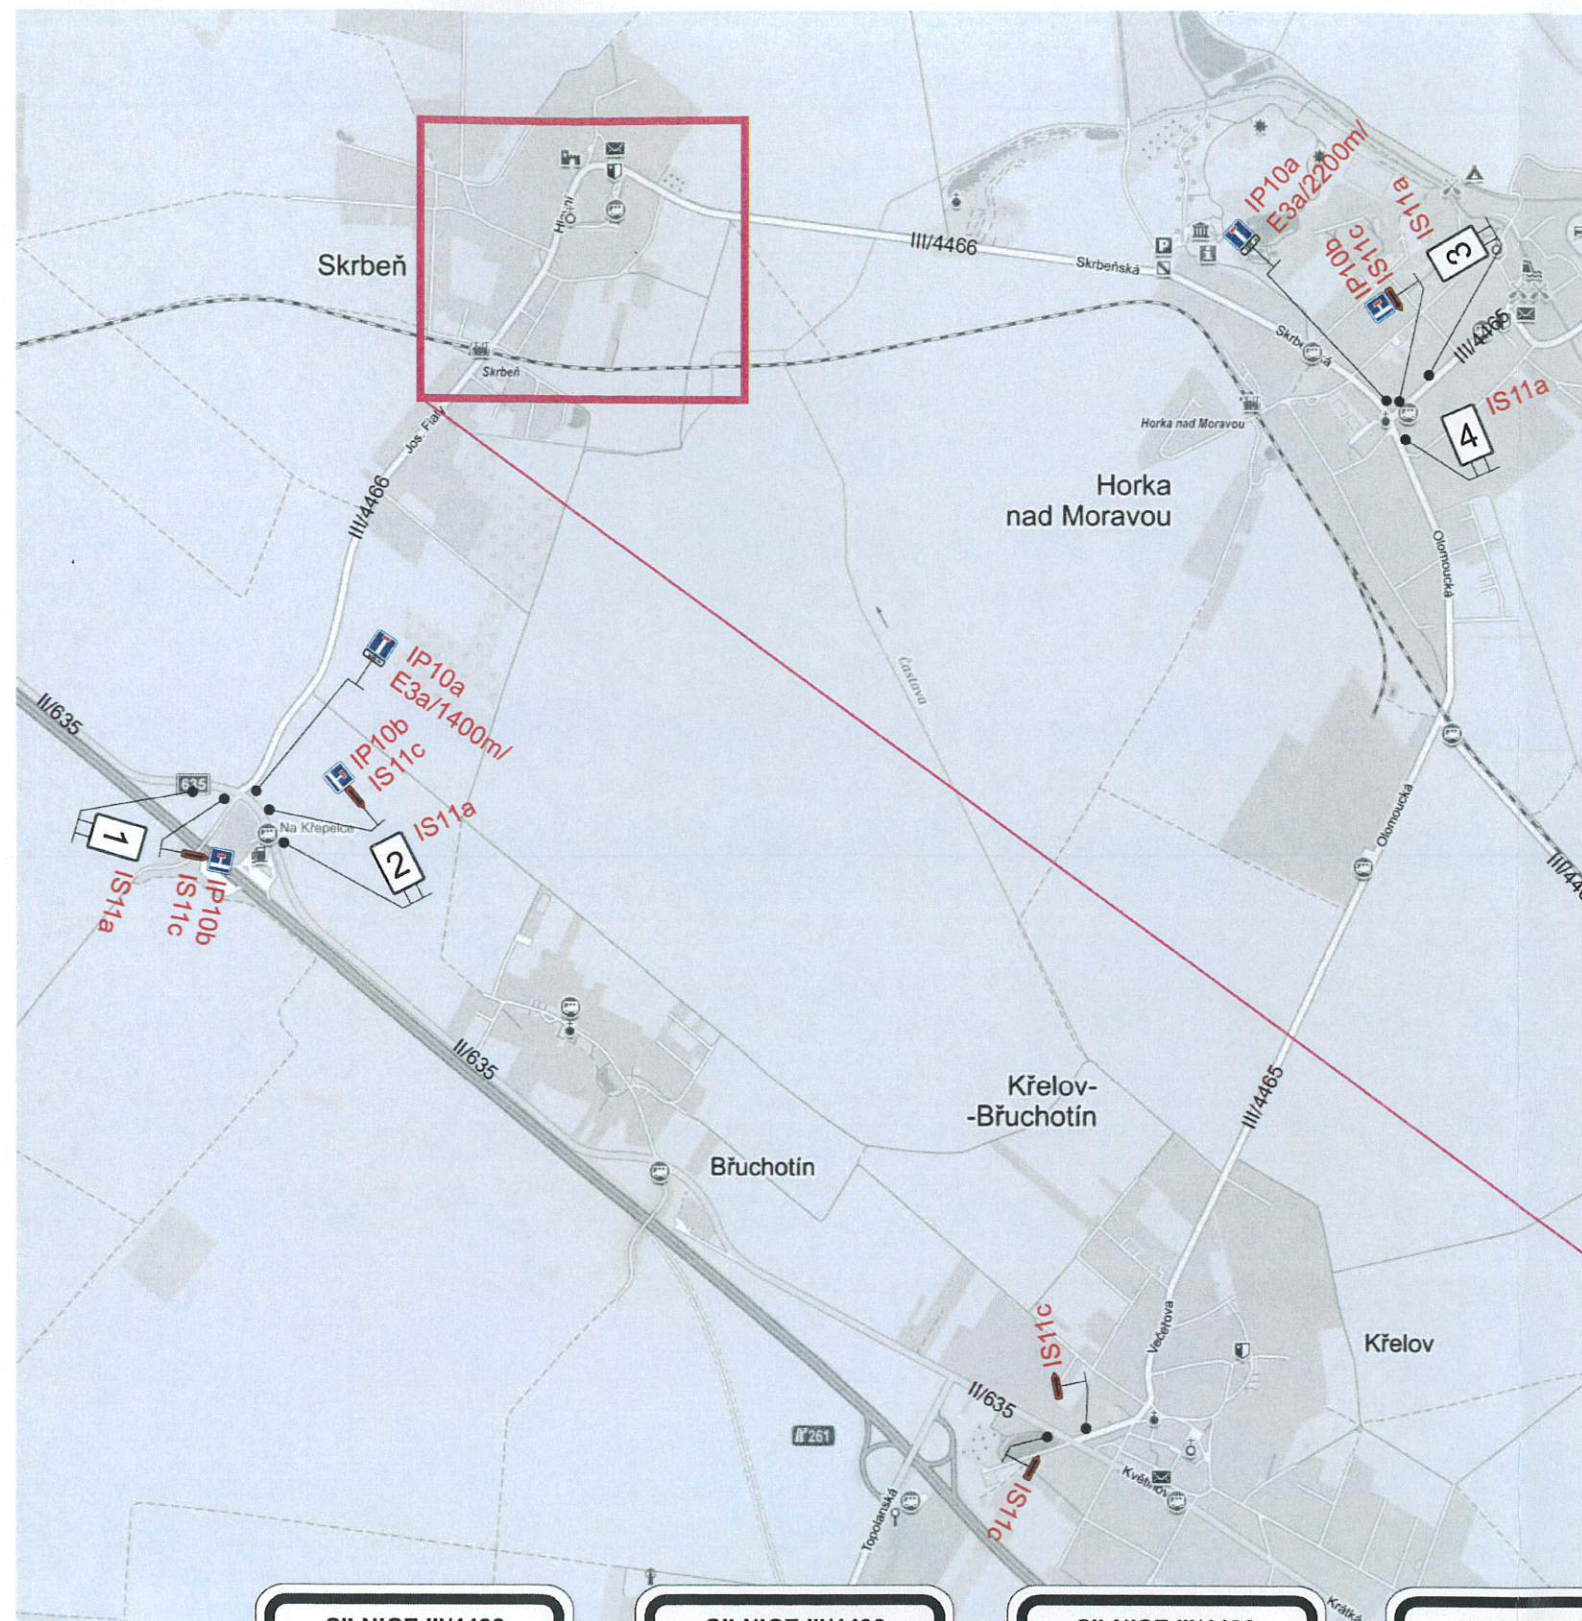 Skrbeň
Hlavní
III/4466
Skrbeňská
IP10a
E3a/2200m/
IP10b
IS11c
IS11a
3
III/4465
Skrbeň
Jos. Fialy
Horka nad Moravou
4
IS11a
Horka
nad Moravou
III/4466
Olomoucká
Častava
IP10a
E3a/1400m/
IP10b
IS11c
IS11a
II/635
635
Na Křepelce
1
2
IS11a
IS11c
IP10b
Olomoucká
II/635
Křelov-
-Břuchotín
III/4465
Břuchotín
Večeřova
Křelov
IS11c
II/635
261
IS11c
Topolanská
Krátká